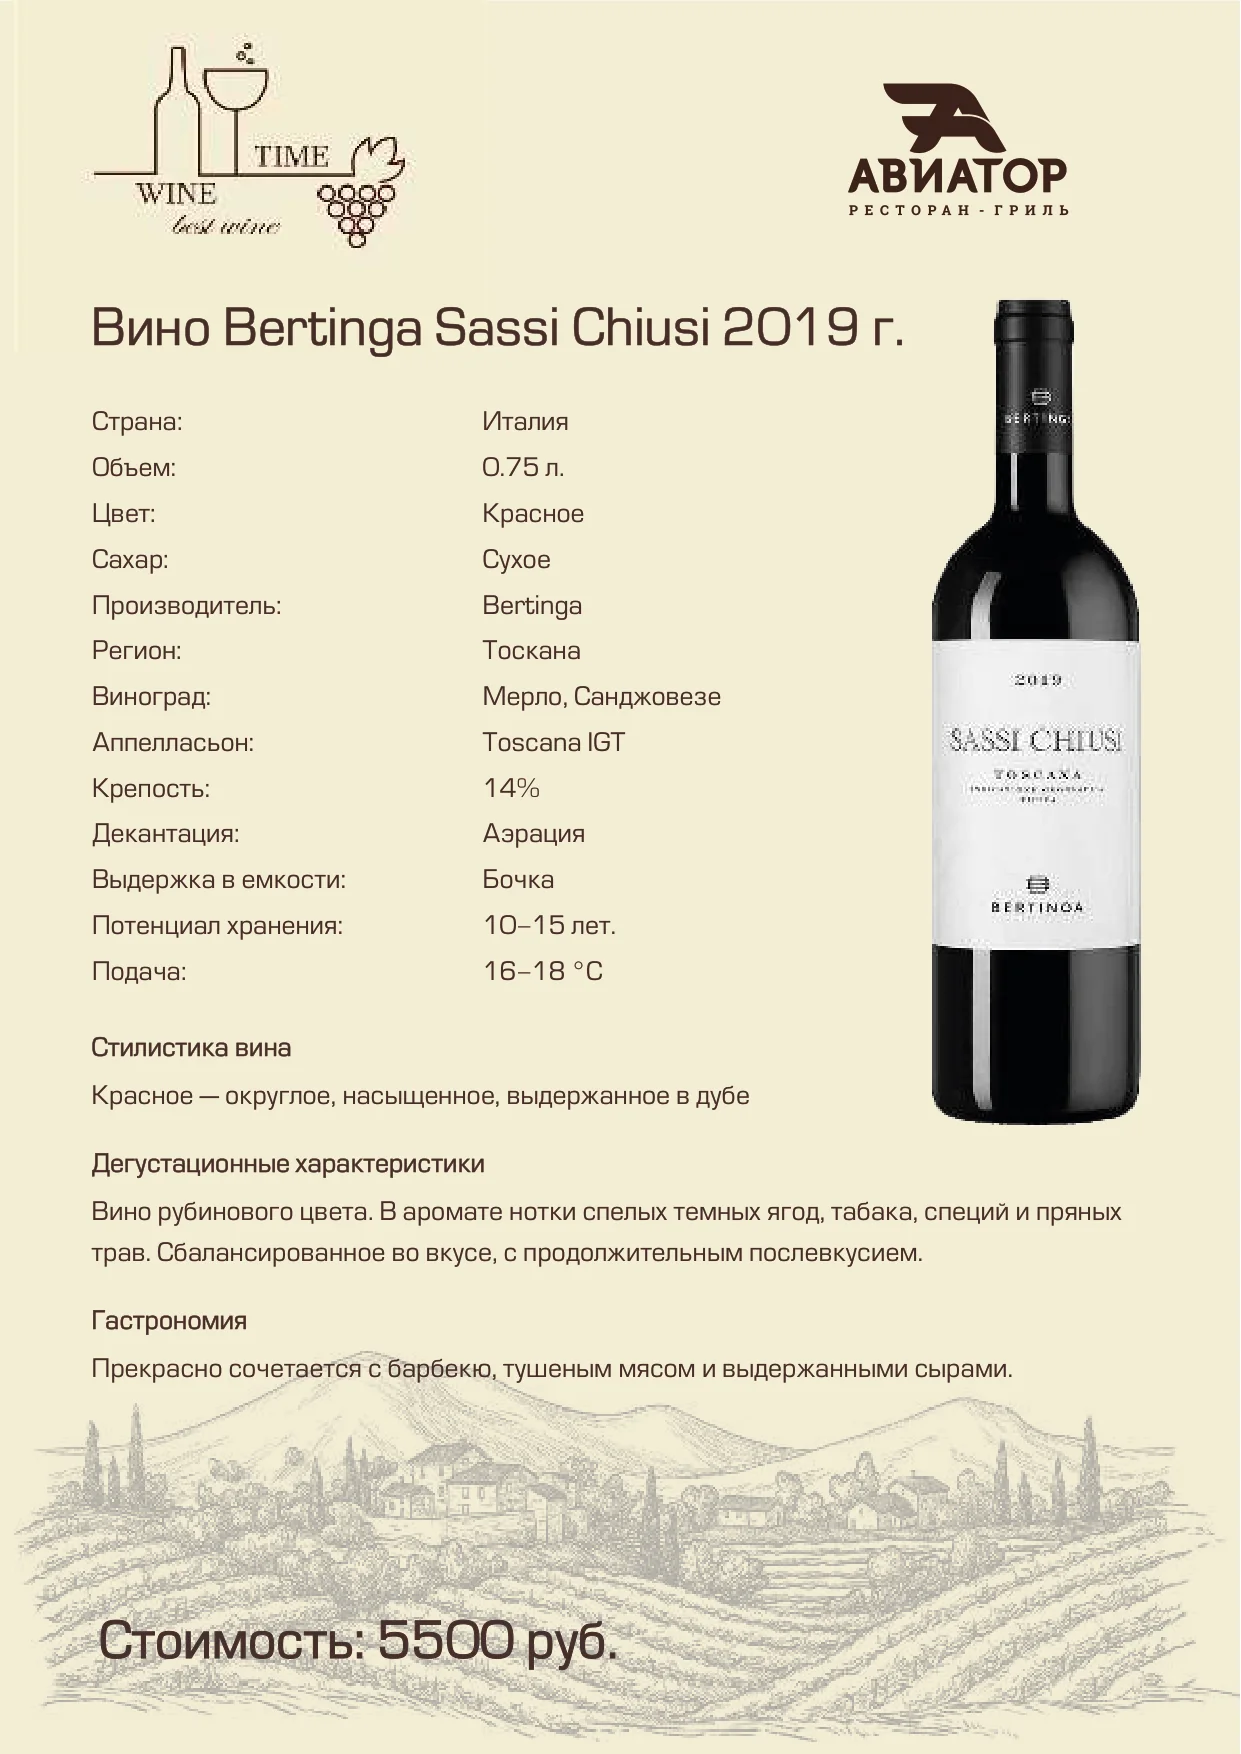 TIME
WINE
best wine
АВИАТОР
РЕСТОРАН - ГРИЛЬ
Вино Bertinga Sassi Chiusi 2019 г.
Страна: Италия
Объем: 0.75 л.
Цвет: Красное
Сахар: Сухое
Производитель: Bertinga
Регион: Тоскана
Виноград: Мерло, Санджовезе
Аппелласьон: Toscana IGT
Крепость: 14%
Декантация: Аэрация
Выдержка в емкости: Бочка
Потенциал хранения: 10–15 лет.
Подача: 16–18 °C
BERTINGA
2019
SASSI CHIUSI
TOSCANA
BERTINGA
Стилистика вина
Красное — округлое, насыщенное, выдержанное в дубе
Дегустационные характеристики
Вино рубинового цвета. В аромате нотки спелых темных ягод, табака, специй и пряных
трав. Сбалансированное во вкусе, с продолжительным послевкусием.
Гастрономия
Прекрасно сочетается с барбекю, тушеным мясом и выдержанными сырами.
Стоимость: 5500 руб.